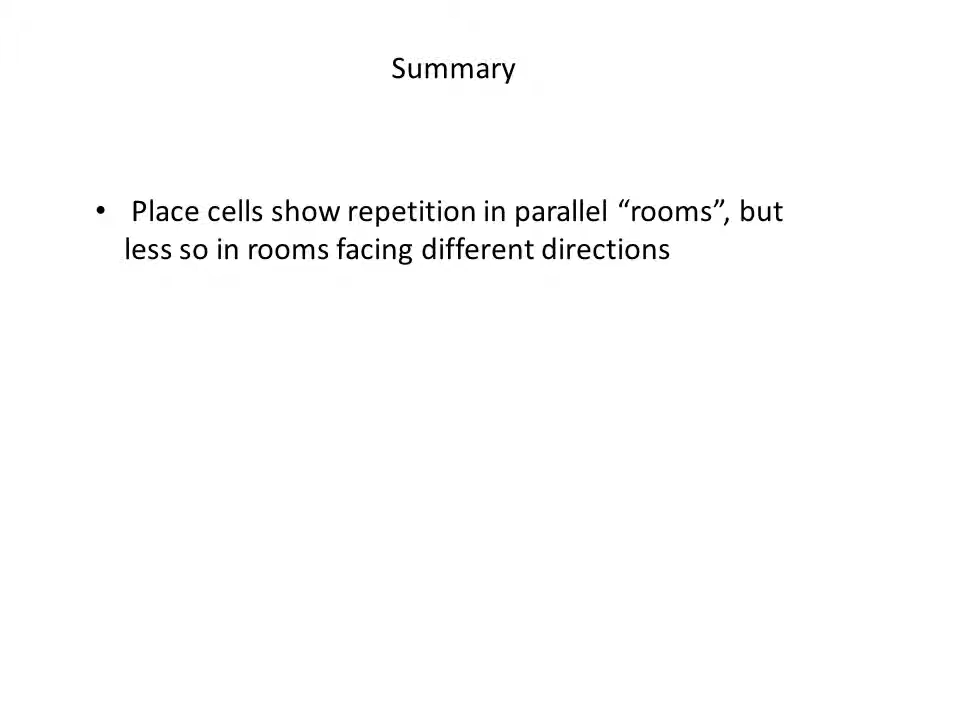 Summary
• Place cells show repetition in parallel “rooms”, but
less so in rooms facing different directions